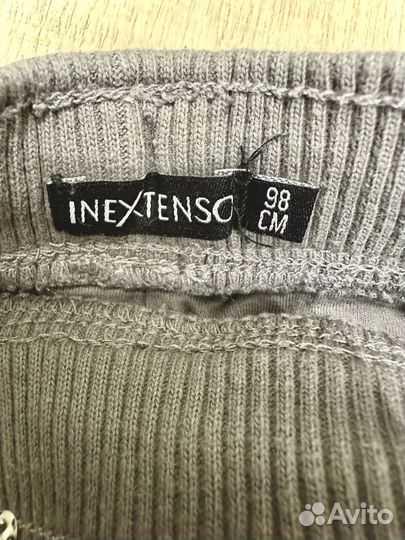 INEXTENSO
98
CM
Avito